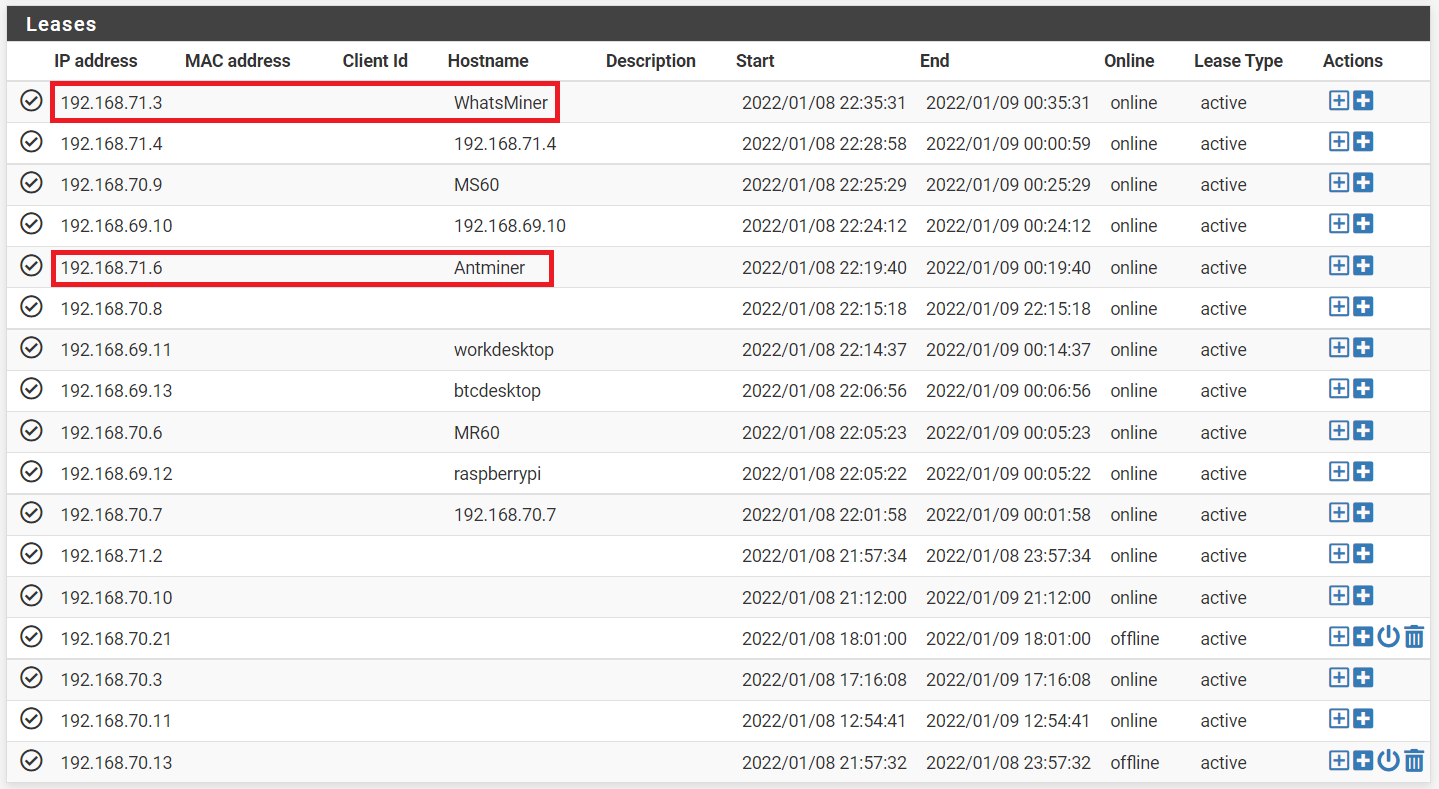 Leases
IP address MAC address Client Id Hostname Description Start End Online Lease Type Actions
192.168.71.3 WhatsMiner 2022/01/08 22:35:31 2022/01/09 00:35:31 online active
192.168.71.4 192.168.71.4 2022/01/08 22:28:58 2022/01/09 00:00:59 online active
192.168.70.9 MS60 2022/01/08 22:25:29 2022/01/09 00:25:29 online active
192.168.69.10 192.168.69.10 2022/01/08 22:24:12 2022/01/09 00:24:12 online active
192.168.71.6 Antminer 2022/01/08 22:19:40 2022/01/09 00:19:40 online active
192.168.70.8 2022/01/08 22:15:18 2022/01/09 22:15:18 online active
192.168.69.11 workdesktop 2022/01/08 22:14:37 2022/01/09 00:14:37 online active
192.168.69.13 btcdesktop 2022/01/08 22:06:56 2022/01/09 00:06:56 online active
192.168.70.6 MR60 2022/01/08 22:05:23 2022/01/09 00:05:23 online active
192.168.69.12 raspberrypi 2022/01/08 22:05:22 2022/01/09 00:05:22 online active
192.168.70.7 192.168.70.7 2022/01/08 22:01:58 2022/01/09 00:01:58 online active
192.168.71.2 2022/01/08 21:57:34 2022/01/08 23:57:34 online active
192.168.70.10 2022/01/08 21:12:00 2022/01/09 21:12:00 online active
192.168.70.21 2022/01/08 18:01:00 2022/01/09 18:01:00 offline active
192.168.70.3 2022/01/08 17:16:08 2022/01/09 17:16:08 online active
192.168.70.11 2022/01/08 12:54:41 2022/01/09 12:54:41 online active
192.168.70.13 2022/01/08 21:57:32 2022/01/08 23:57:32 offline active